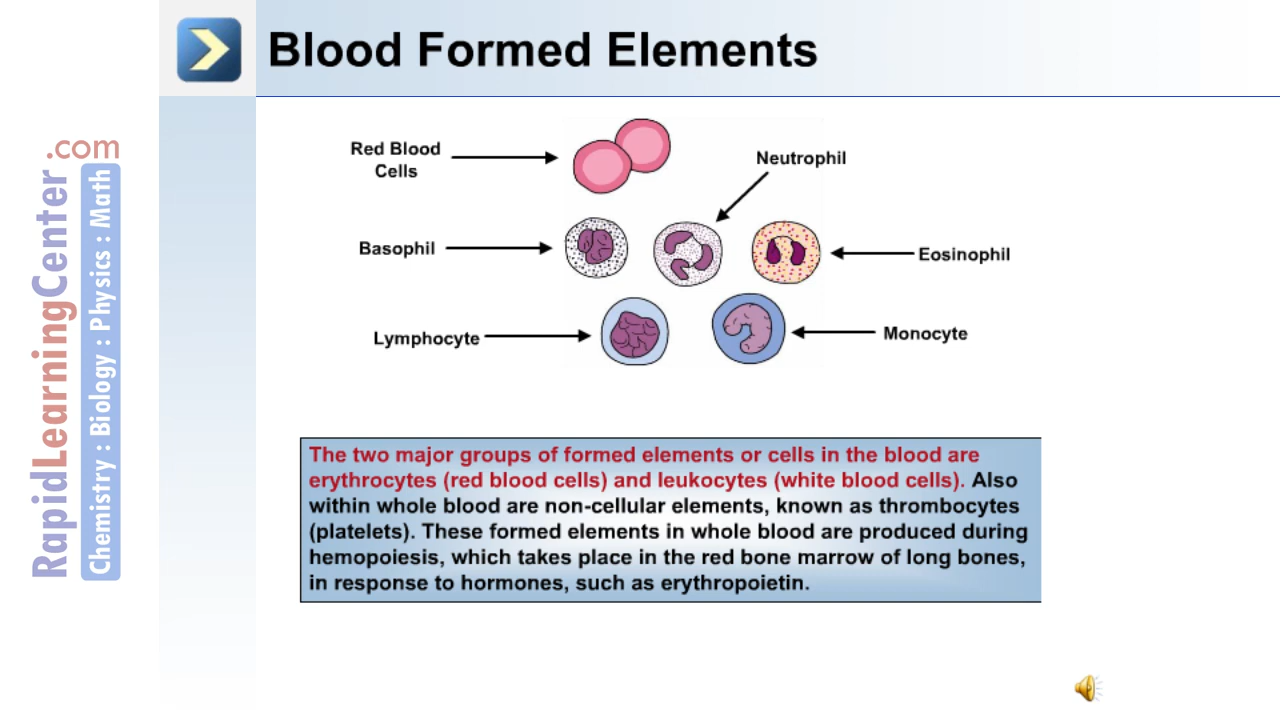 Blood Formed Elements
RapidLearningCenter.com
Chemistry : Biology : Physics : Math
Red Blood
Cells
Neutrophil
Basophil
Eosinophil
Lymphocyte
Monocyte
The two major groups of formed elements or cells in the blood are
erythrocytes (red blood cells) and leukocytes (white blood cells). Also
within whole blood are non-cellular elements, known as thrombocytes
(platelets). These formed elements in whole blood are produced during
hemopoiesis, which takes place in the red bone marrow of long bones,
in response to hormones, such as erythropoietin.